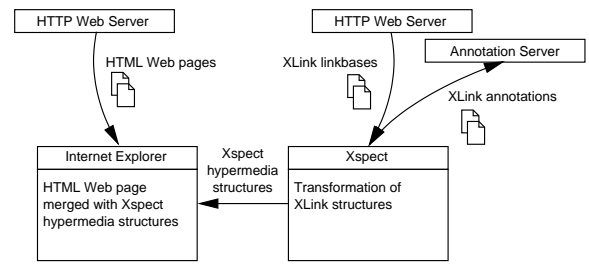 HTTP Web Server
HTTP Web Server
Annotation Server
HTML Web pages
XLink linkbases
XLink annotations
Internet Explorer
HTML Web page
merged with Xspect
hypermedia structures
Xspect
hypermedia
structures
Xspect
Transformation of
XLink structures